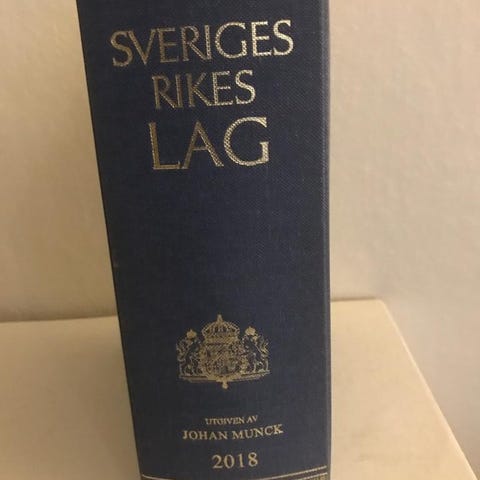 SVERIGES
RIKES
LAG
UTGIVEN AV
JOHAN MUNCK
2018